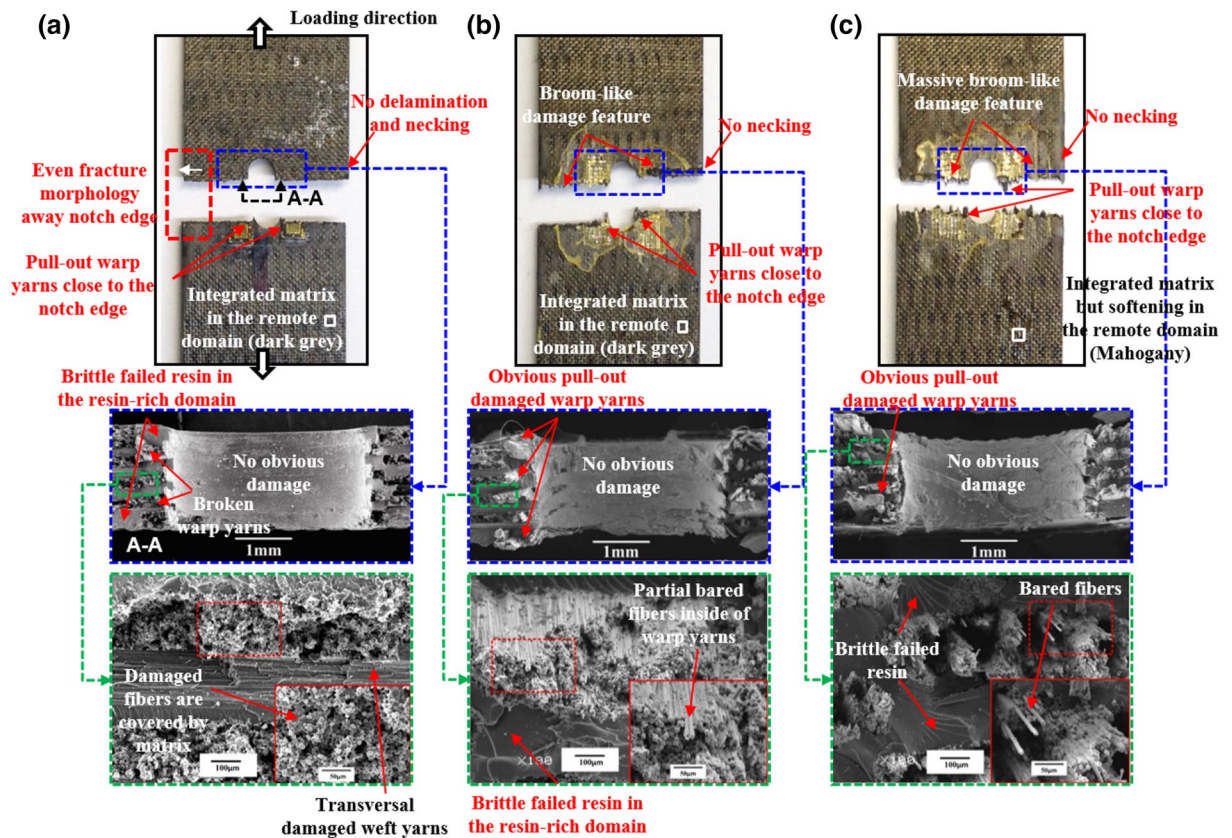 (a)
Loading direction
No delamination
and necking
Even fracture
morphology
away notch edge
A-A
Pull-out warp
yarns close to the
notch edge
Integrated matrix
in the remote
domain (dark grey)
Brittle failed resin in
the resin-rich domain
No obvious
damage
Broken
warp yarns
A-A
1mm
Damaged
fibers are
covered by
matrix
100μm
50μm
Transversal
damaged weft yarns
(b)
Broom-like
damage feature
No necking
Pull-out warp
yarns close to
the notch edge
Integrated matrix
in the remote
domain (dark grey)
Obvious pull-out
damaged warp yarns
No obvious
damage
1mm
Partial bared
fibers inside of
warp yarns
×100
100μm
50μm
Brittle failed resin in
the resin-rich domain
(c)
Massive broom-like
damage feature
No necking
Pull-out warp
yarns close to
the notch edge
Integrated matrix
but softening in
the remote domain
(Mahogany)
Obvious pull-out
damaged warp yarns
No obvious
damage
1mm
Bared fibers
Brittle failed
resin
×100
100μm
50μm